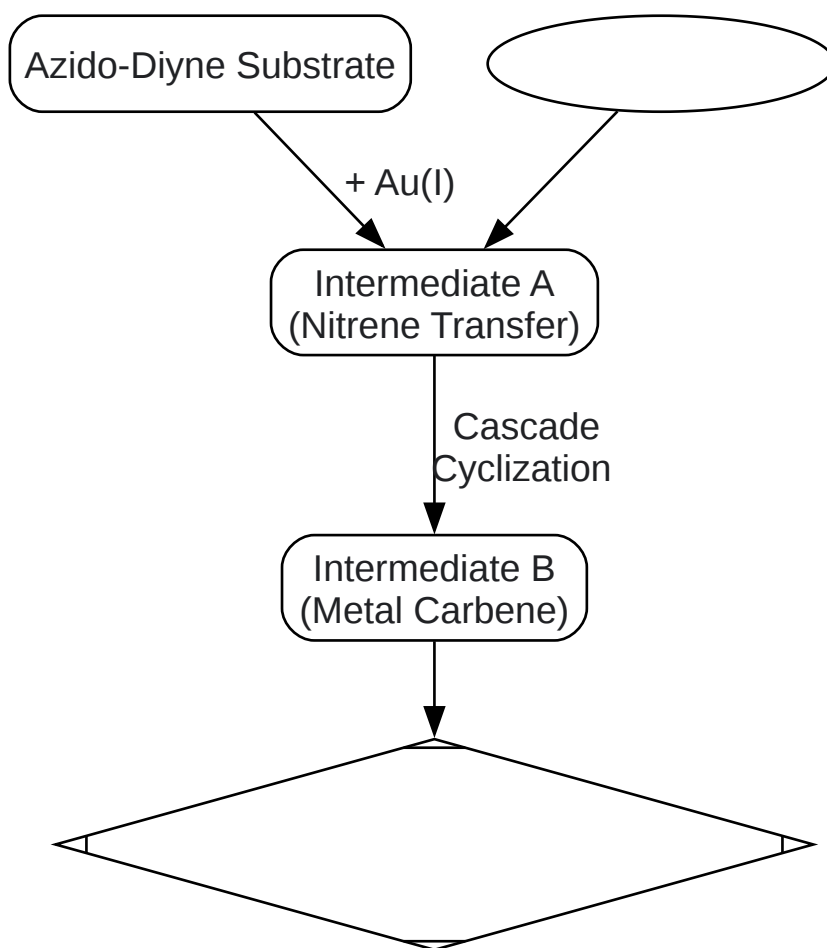 Azido-Diyne Substrate
+ Au(I)
Intermediate A
(Nitrene Transfer)
Cascade
Cyclization
Intermediate B
(Metal Carbene)